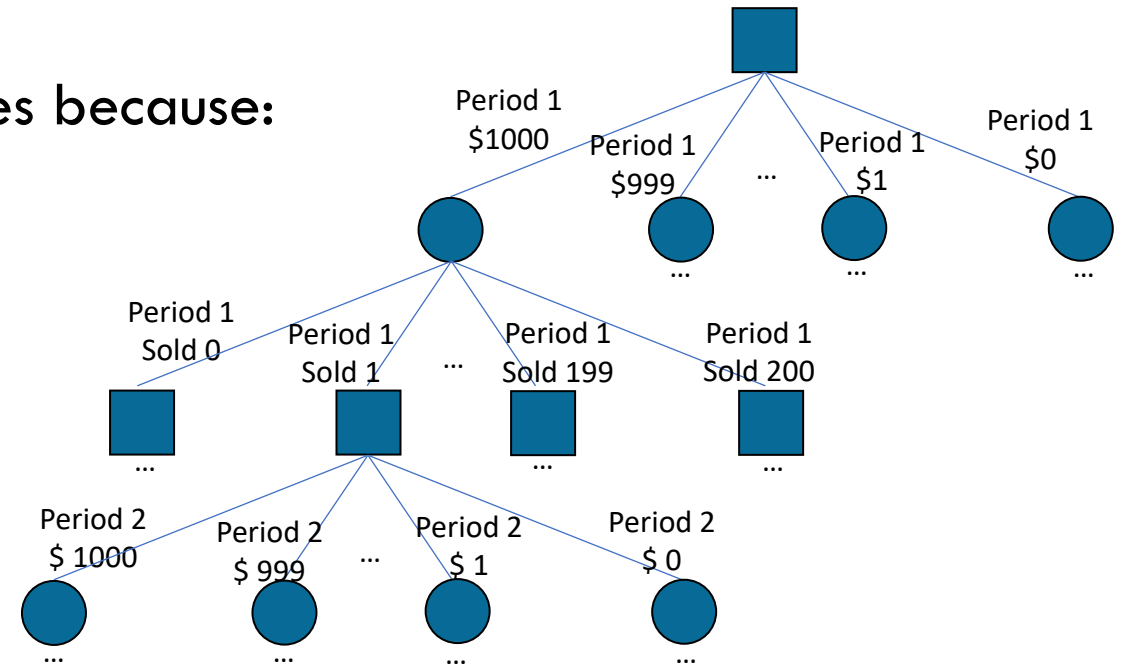 es because:
Period 1
$1000
Period 1
$999
...
Period 1
$1
Period 1
$0
...
...
...
Period 1
Sold 0
Period 1
Sold 1
...
Period 1
Sold 199
Period 1
Sold 200
...
...
...
Period 2
$ 1000
Period 2
$ 999
...
Period 2
$ 1
Period 2
$ 0
...
...
...
...